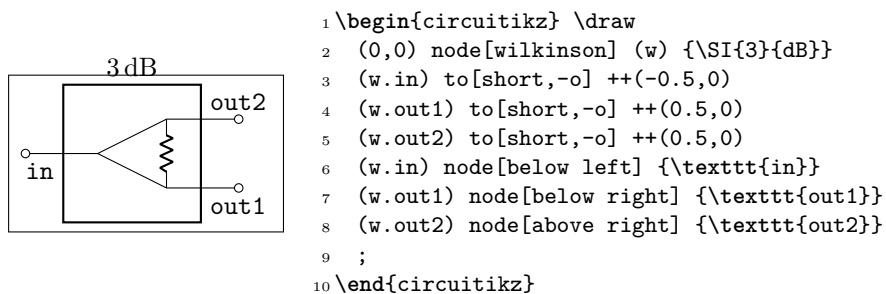 3 dB
out2
in
out1
1 \begin{circuitikz} \draw
2 (0,0) node[wilkinson] (w) {\SI{3}{dB}}
3 (w.in) to[short,-o] ++(-0.5,0)
4 (w.out1) to[short,-o] ++(0.5,0)
5 (w.out2) to[short,-o] ++(0.5,0)
6 (w.in) node[below left] {\texttt{in}}
7 (w.out1) node[below right] {\texttt{out1}}
8 (w.out2) node[above right] {\texttt{out2}}
9 ;
10 \end{circuitikz}